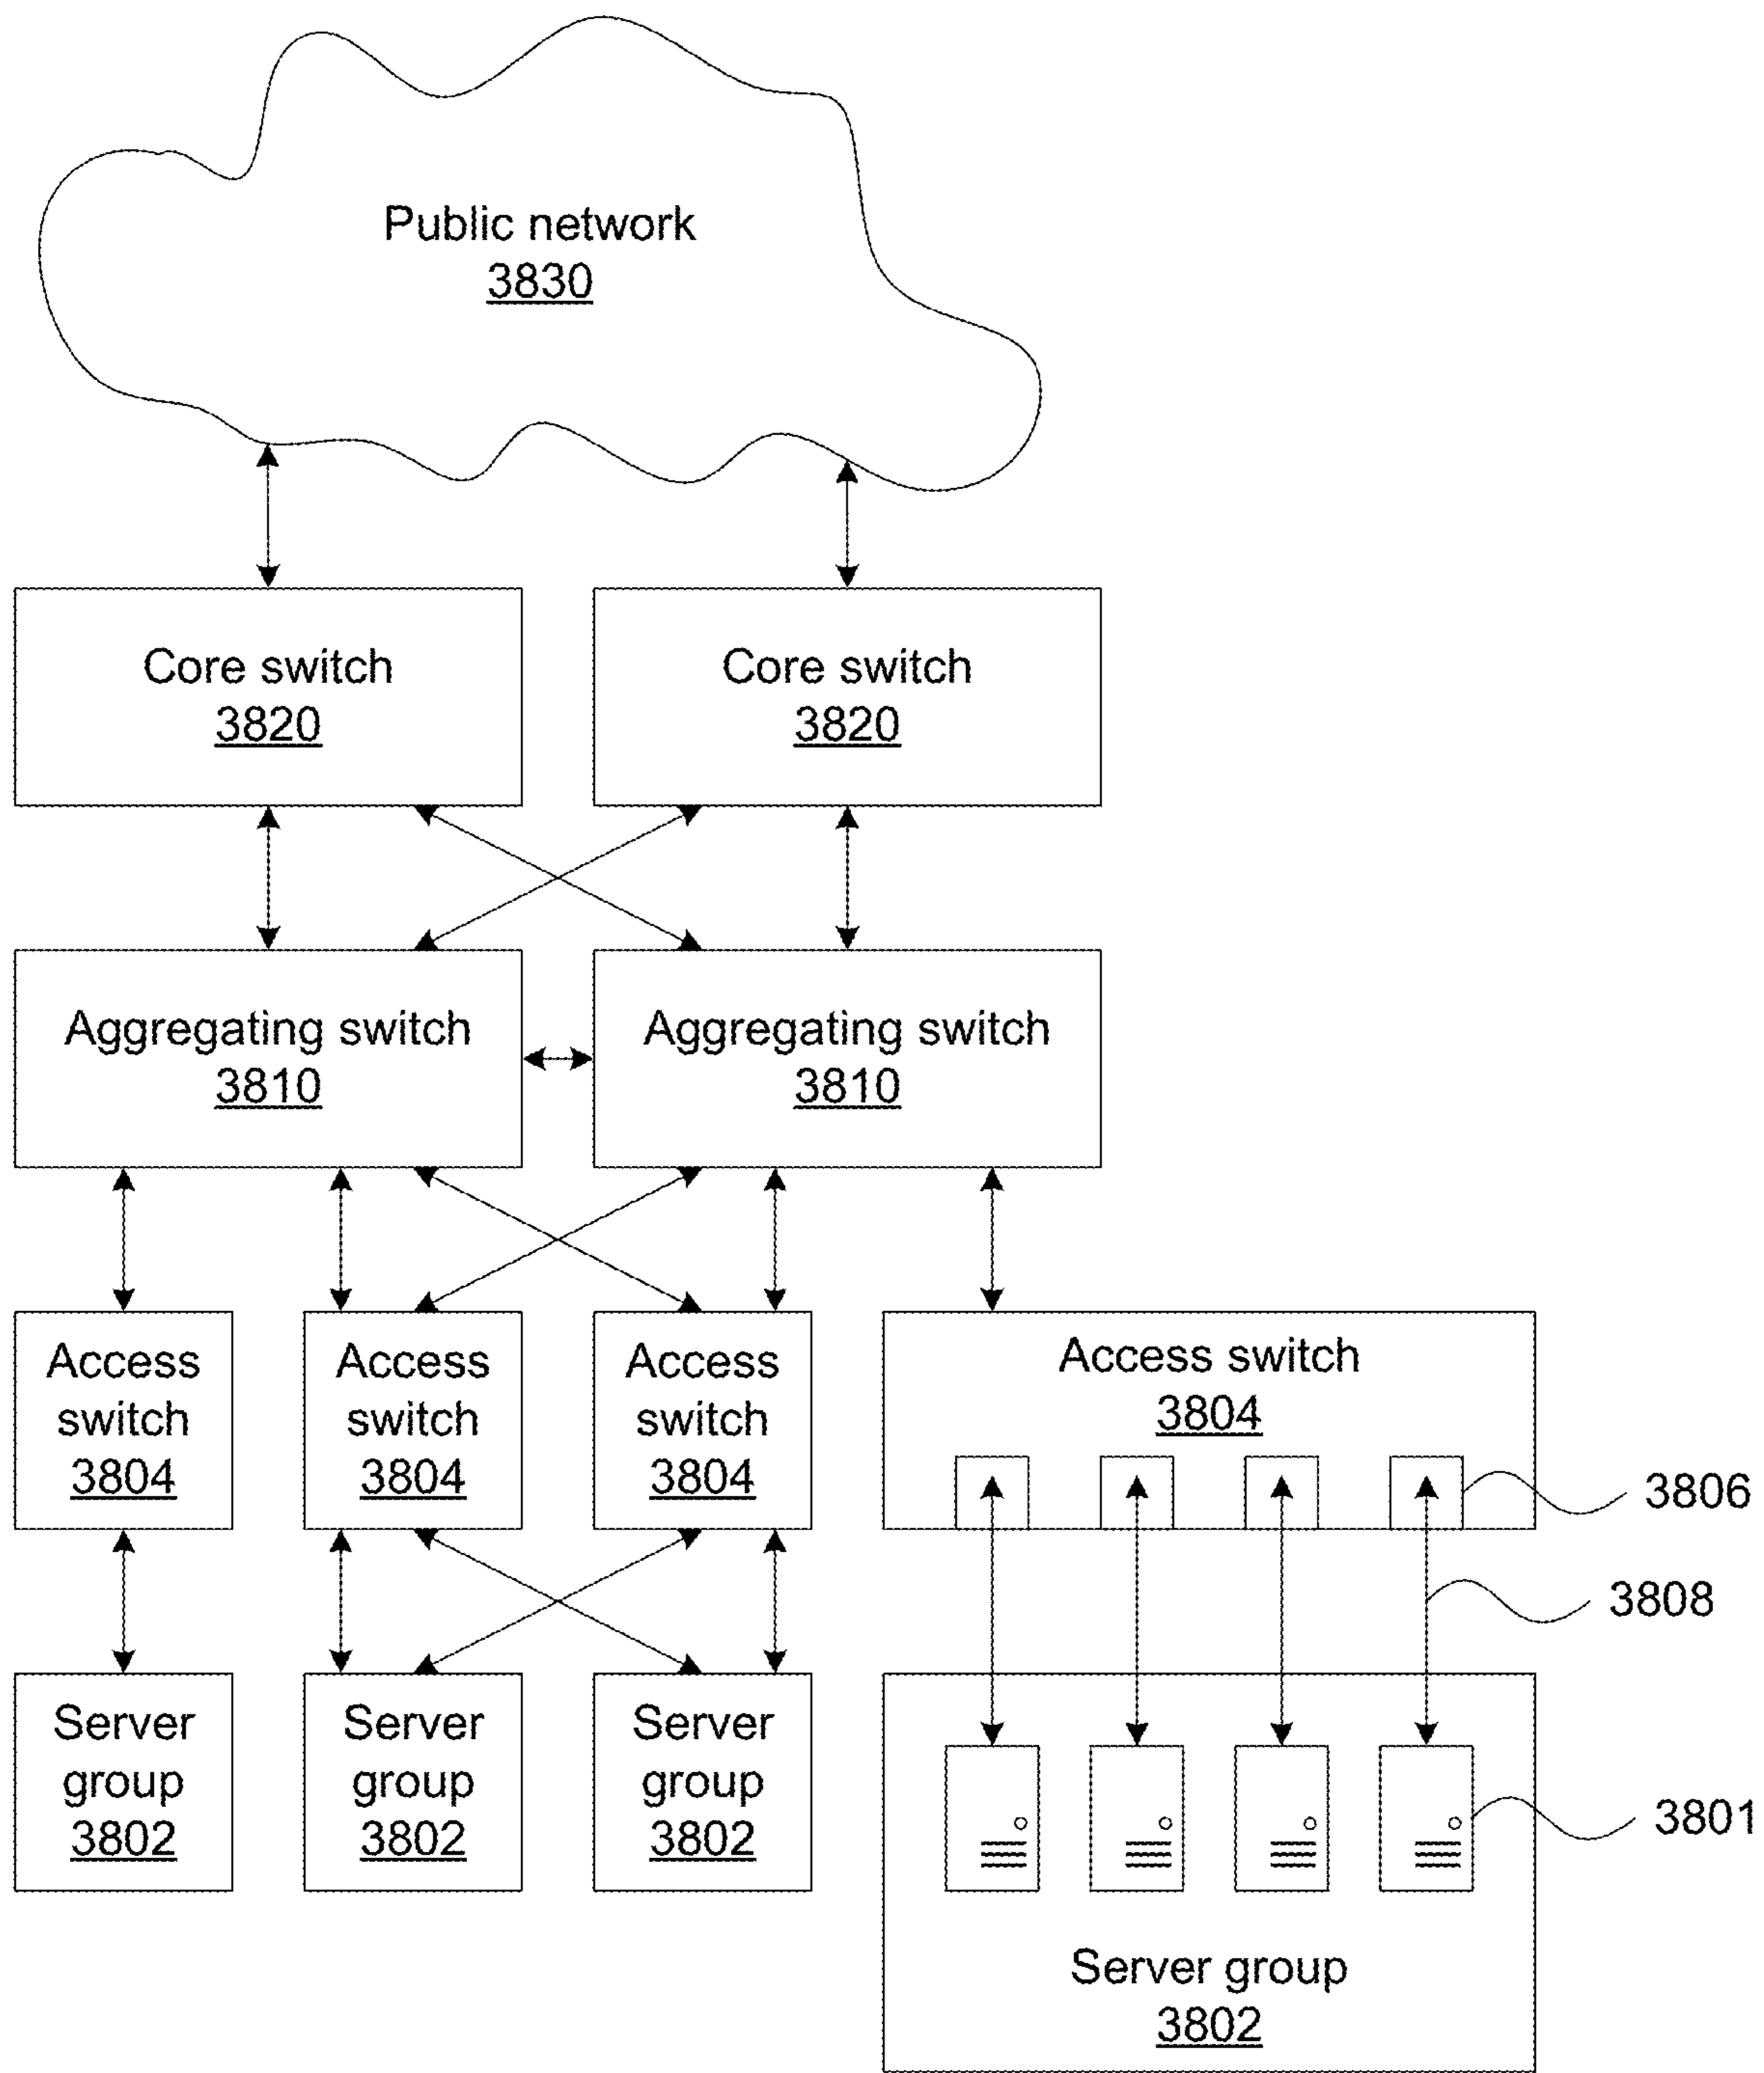 Public network
3830
Core switch
3820
Core switch
3820
Aggregating switch
3810
Aggregating switch
3810
Access
switch
3804
Access
switch
3804
Access
switch
3804
Access switch
3804
3806
3808
Server
group
3802
Server
group
3802
Server
group
3802
3801
Server group
3802